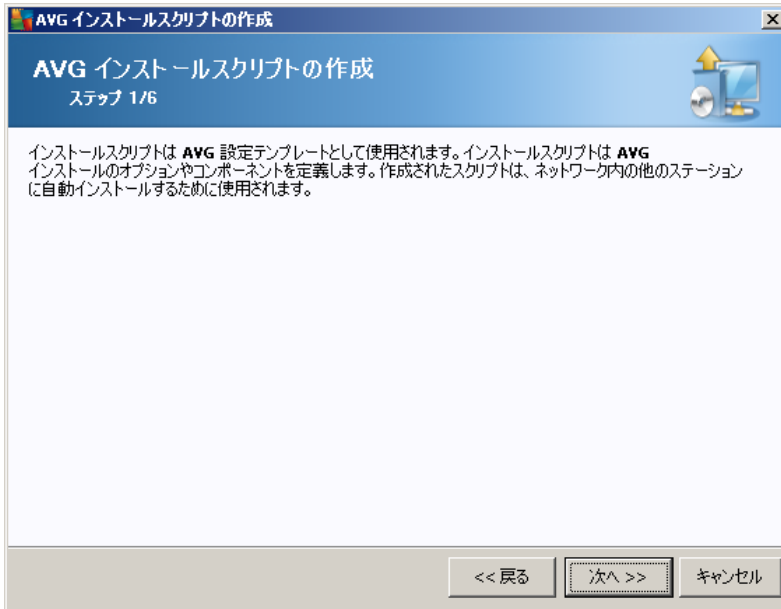 AVG インストールスクリプトの作成
AVG インストールスクリプトの作成
ステップ 1/6
インストールスクリプトは AVG 設定テンプレートとして使用されます。インストールスクリプトは AVG
インストールのオプションやコンポーネントを定義します。作成されたスクリプトは、ネットワーク内の他のステーション
に自動インストールするために使用されます。
<< 戻る
次へ >>
キャンセル